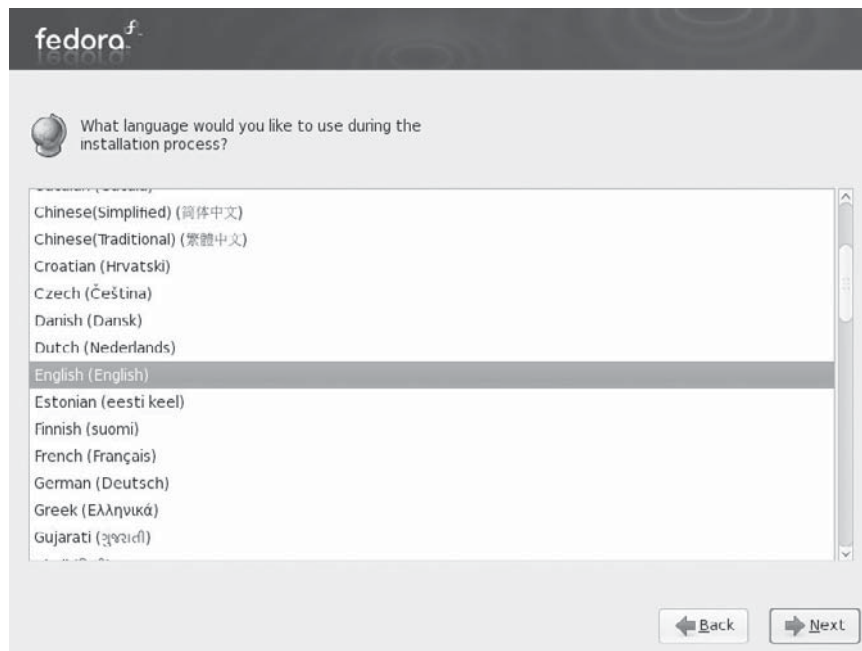 fedora
What language would you like to use during the
installation process?
Chinese(Simplified) (简体中文)
Chinese(Traditional) (繁體中文)
Croatian (Hrvatski)
Czech (Čeština)
Danish (Dansk)
Dutch (Nederlands)
English (English)
Estonian (eesti keel)
Finnish (suomi)
French (Français)
German (Deutsch)
Greek (Ελληνικά)
Gujarati (ગુજરાતી)
Back
Next